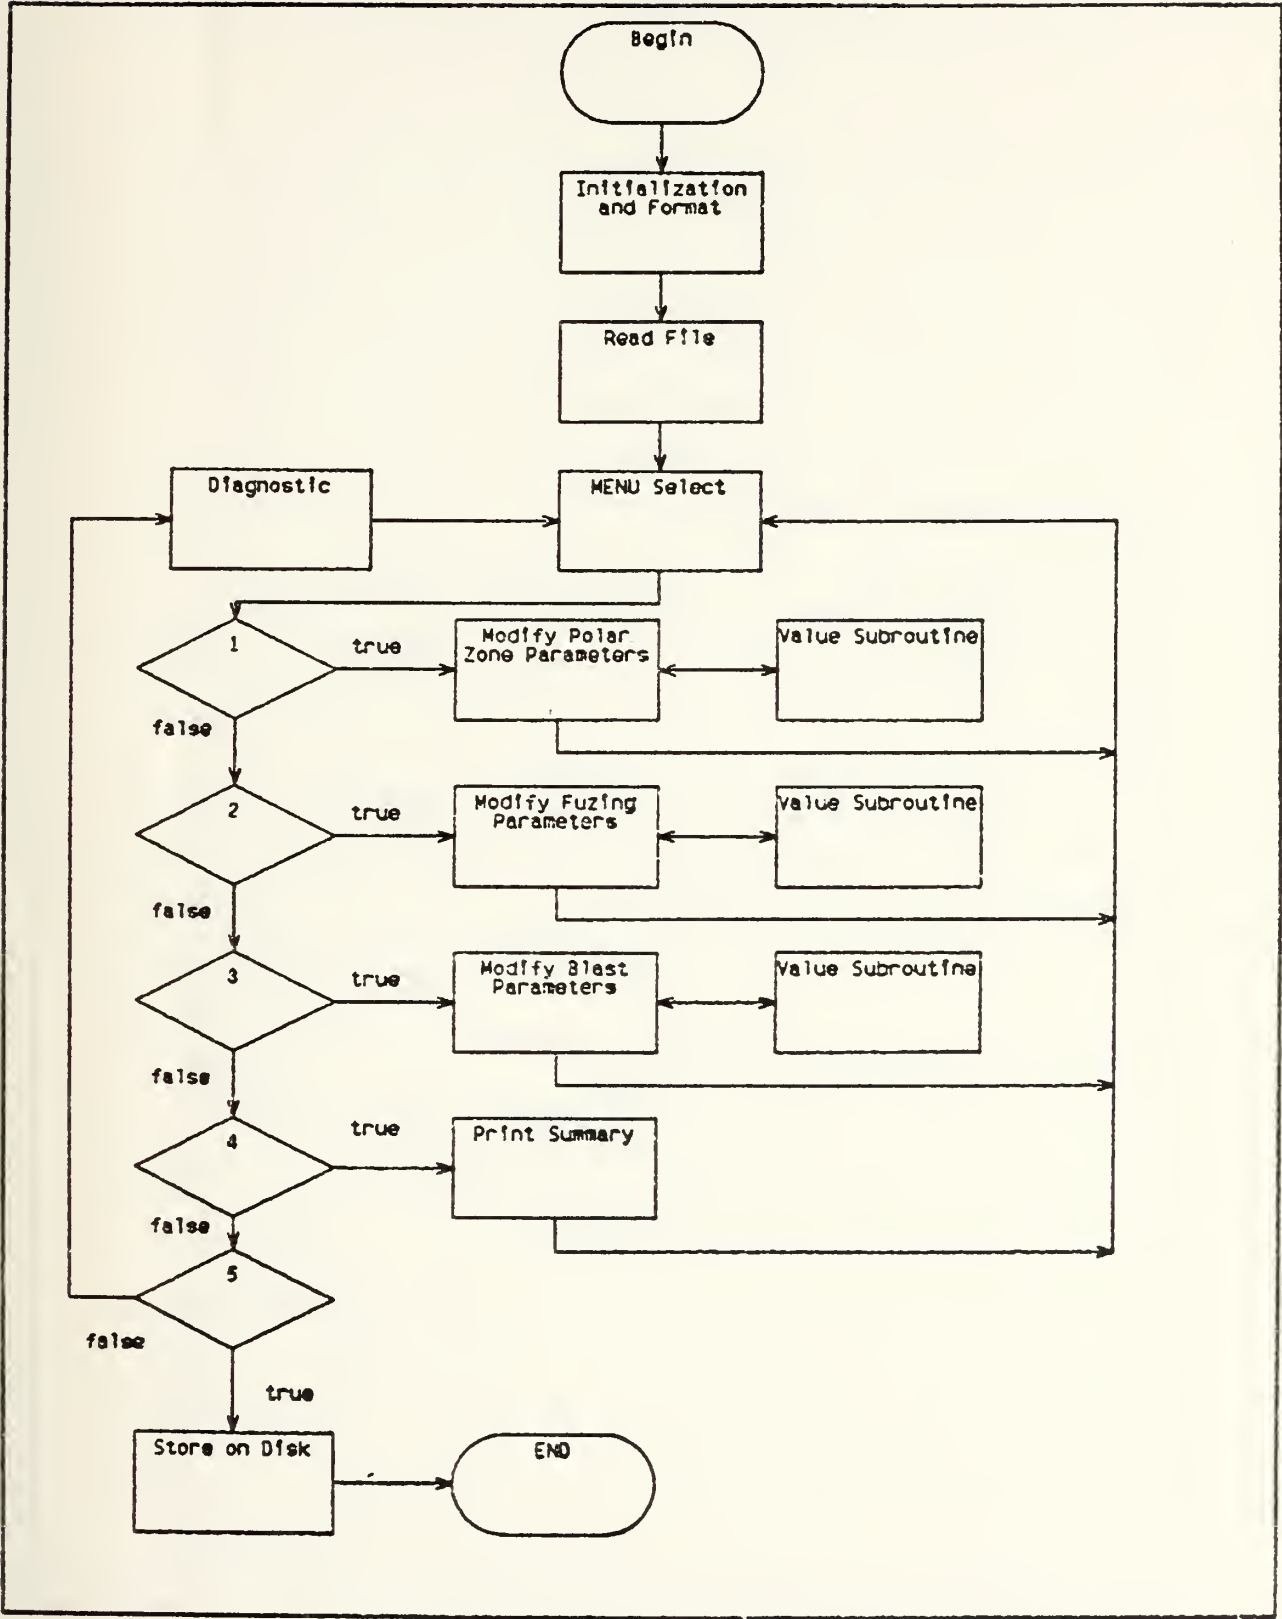 Begin
Initialization
and Format
Read File
Diagnostic
MENU Select
1
true
Modify Polar
Zone Parameters
Value Subroutine
false
2
true
Modify Fuzing
Parameters
Value Subroutine
false
3
true
Modify Blast
Parameters
Value Subroutine
false
4
true
Print Summary
false
5
false
true
Store on Disk
END